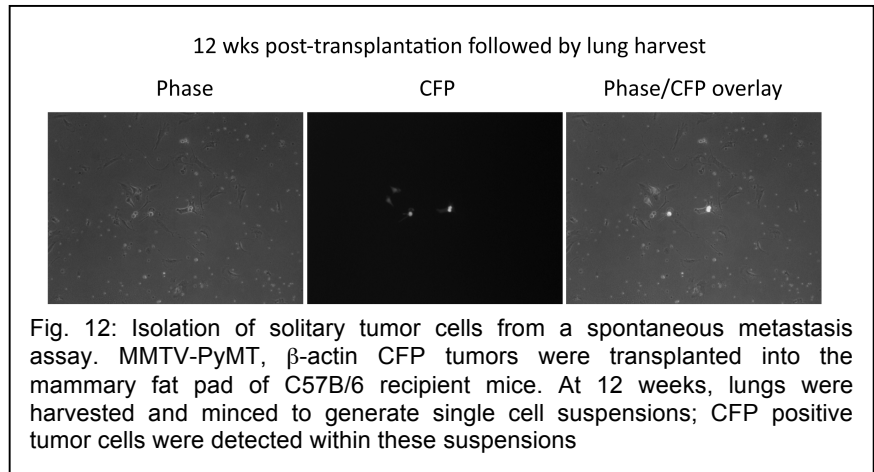 12 wks post-transplantation followed by lung harvest
Phase CFP Phase/CFP overlay
Fig. 12: Isolation of solitary tumor cells from a spontaneous metastasis
assay. MMTV-PyMT, β-actin CFP tumors were transplanted into the
mammary fat pad of C57B/6 recipient mice. At 12 weeks, lungs were
harvested and minced to generate single cell suspensions; CFP positive
tumor cells were detected within these suspensions